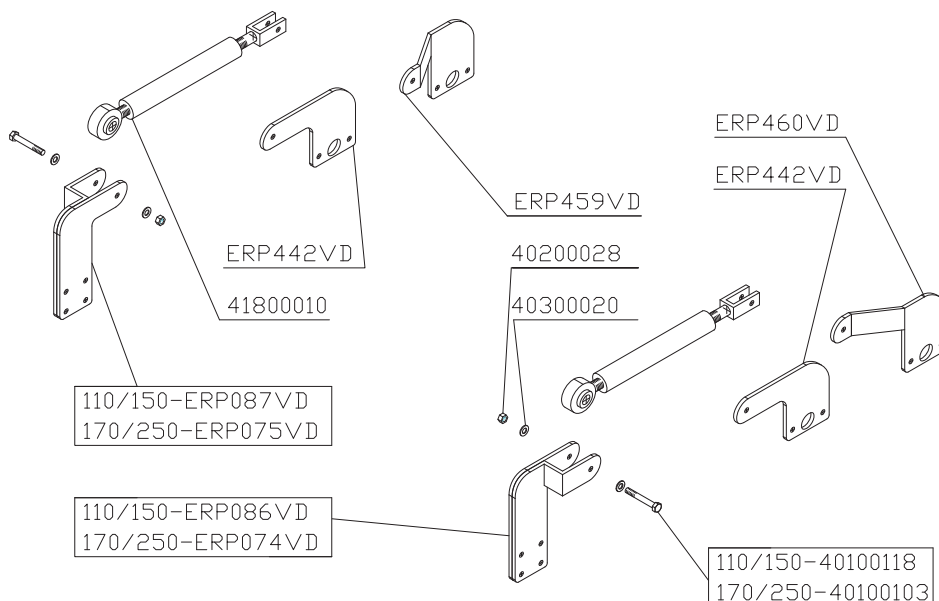 ERP460VD
ERP442VD
ERP459VD
ERP442VD
40200028
41800010
40300020
110/150-ERP087VD
170/250-ERP075VD
110/150-ERP086VD
170/250-ERP074VD
110/150-40100118
170/250-40100103